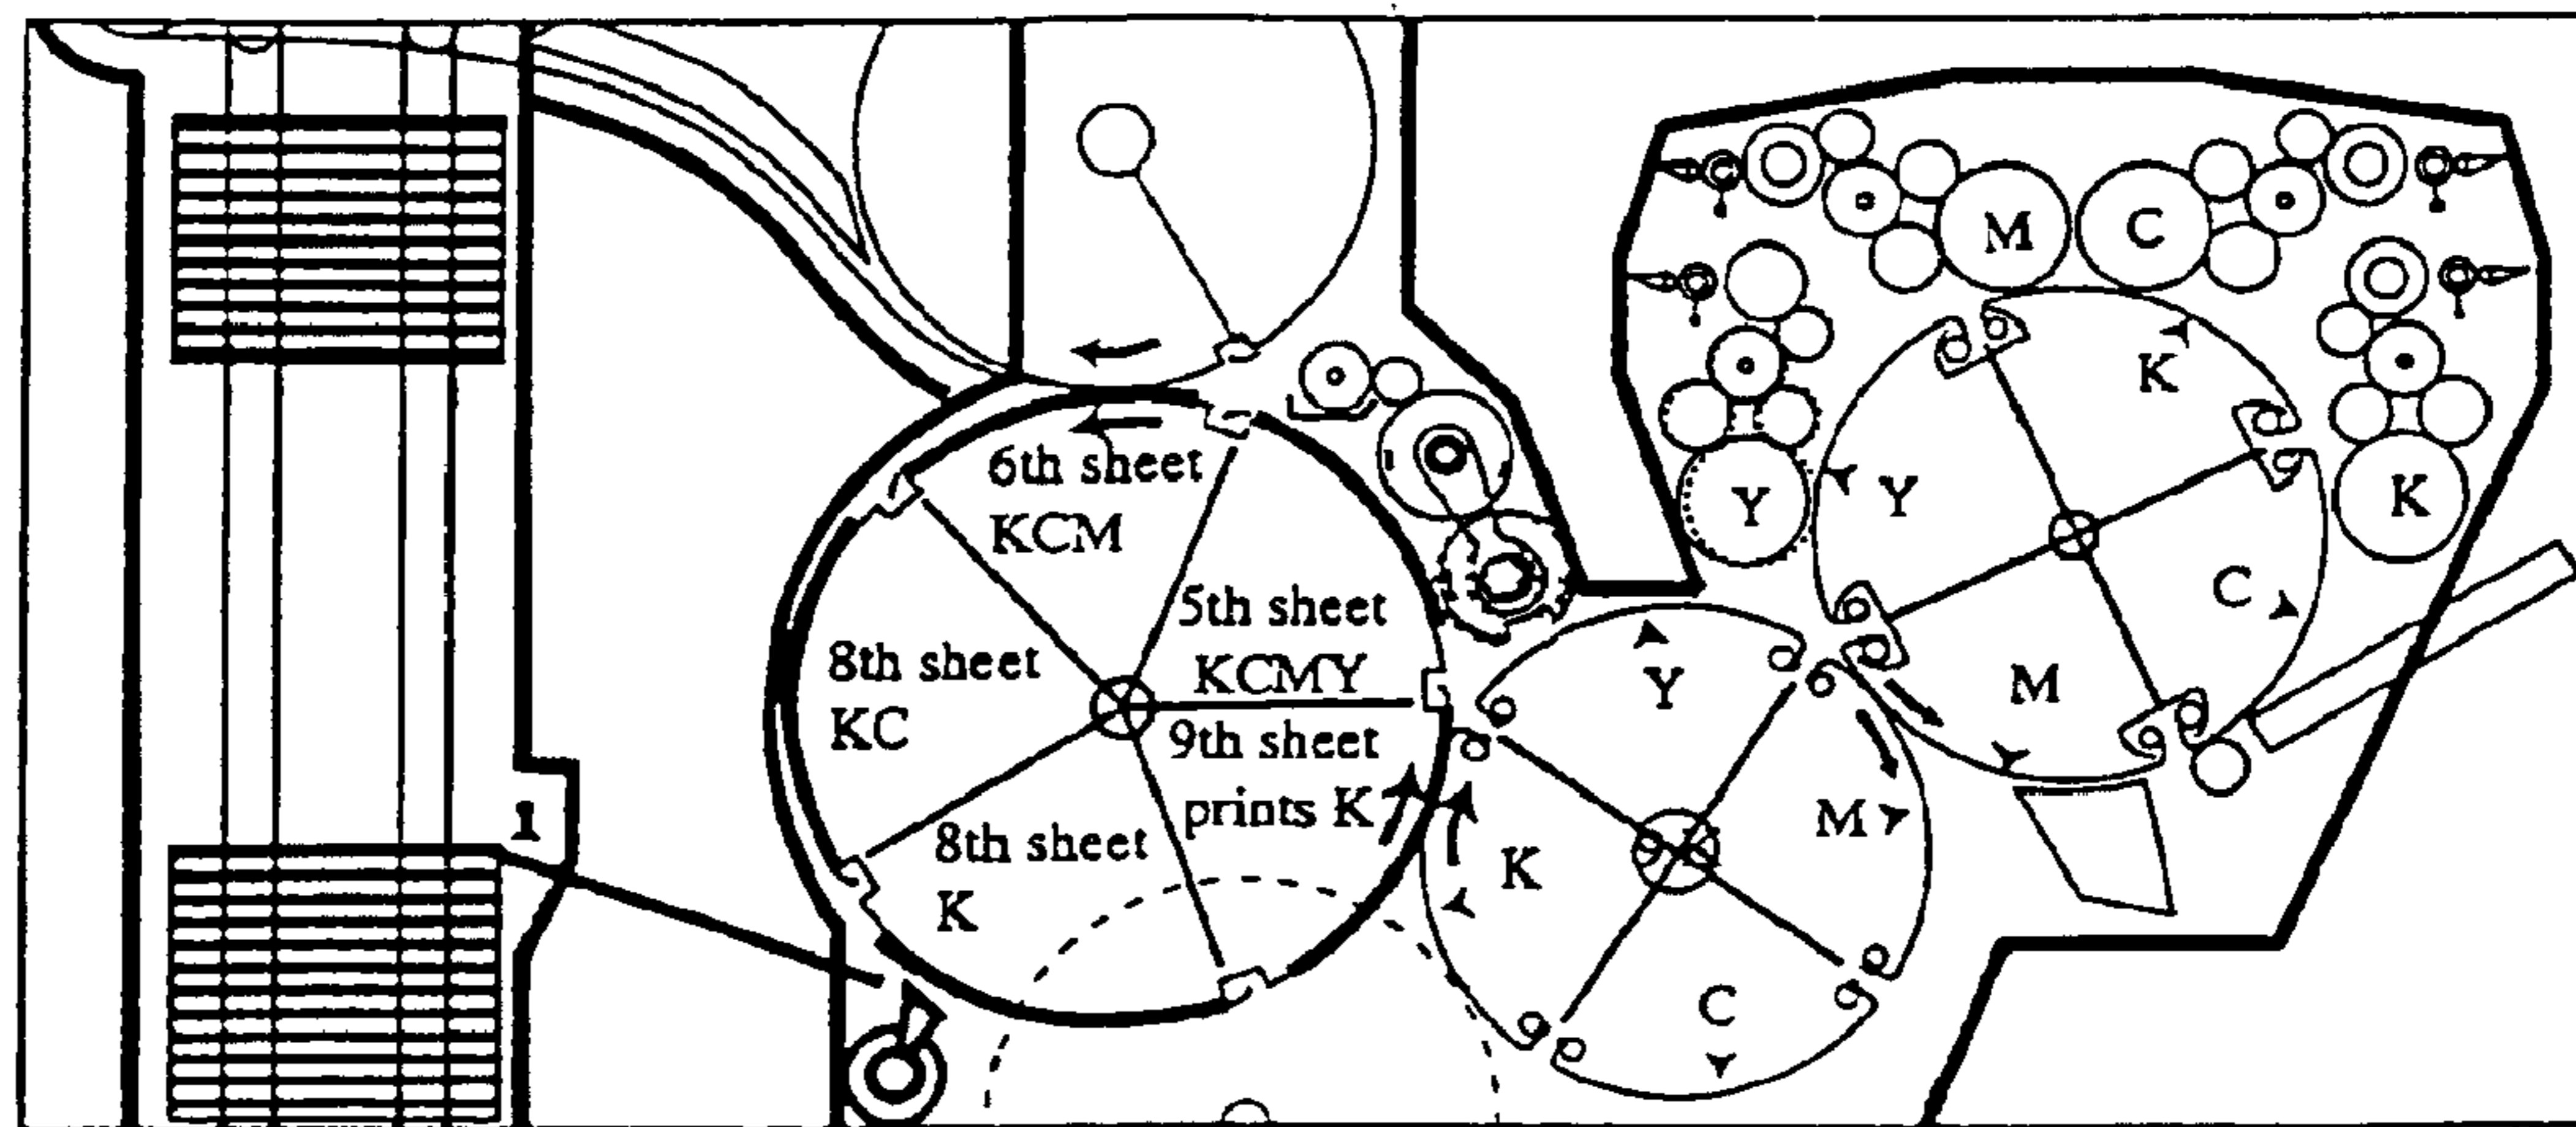 M
C
K
Y
Y
K
C
M
6th sheet
KCM
5th sheet
KCMY
8th sheet
KC
9th sheet
prints K
8th sheet
K
Y
M
K
C
1